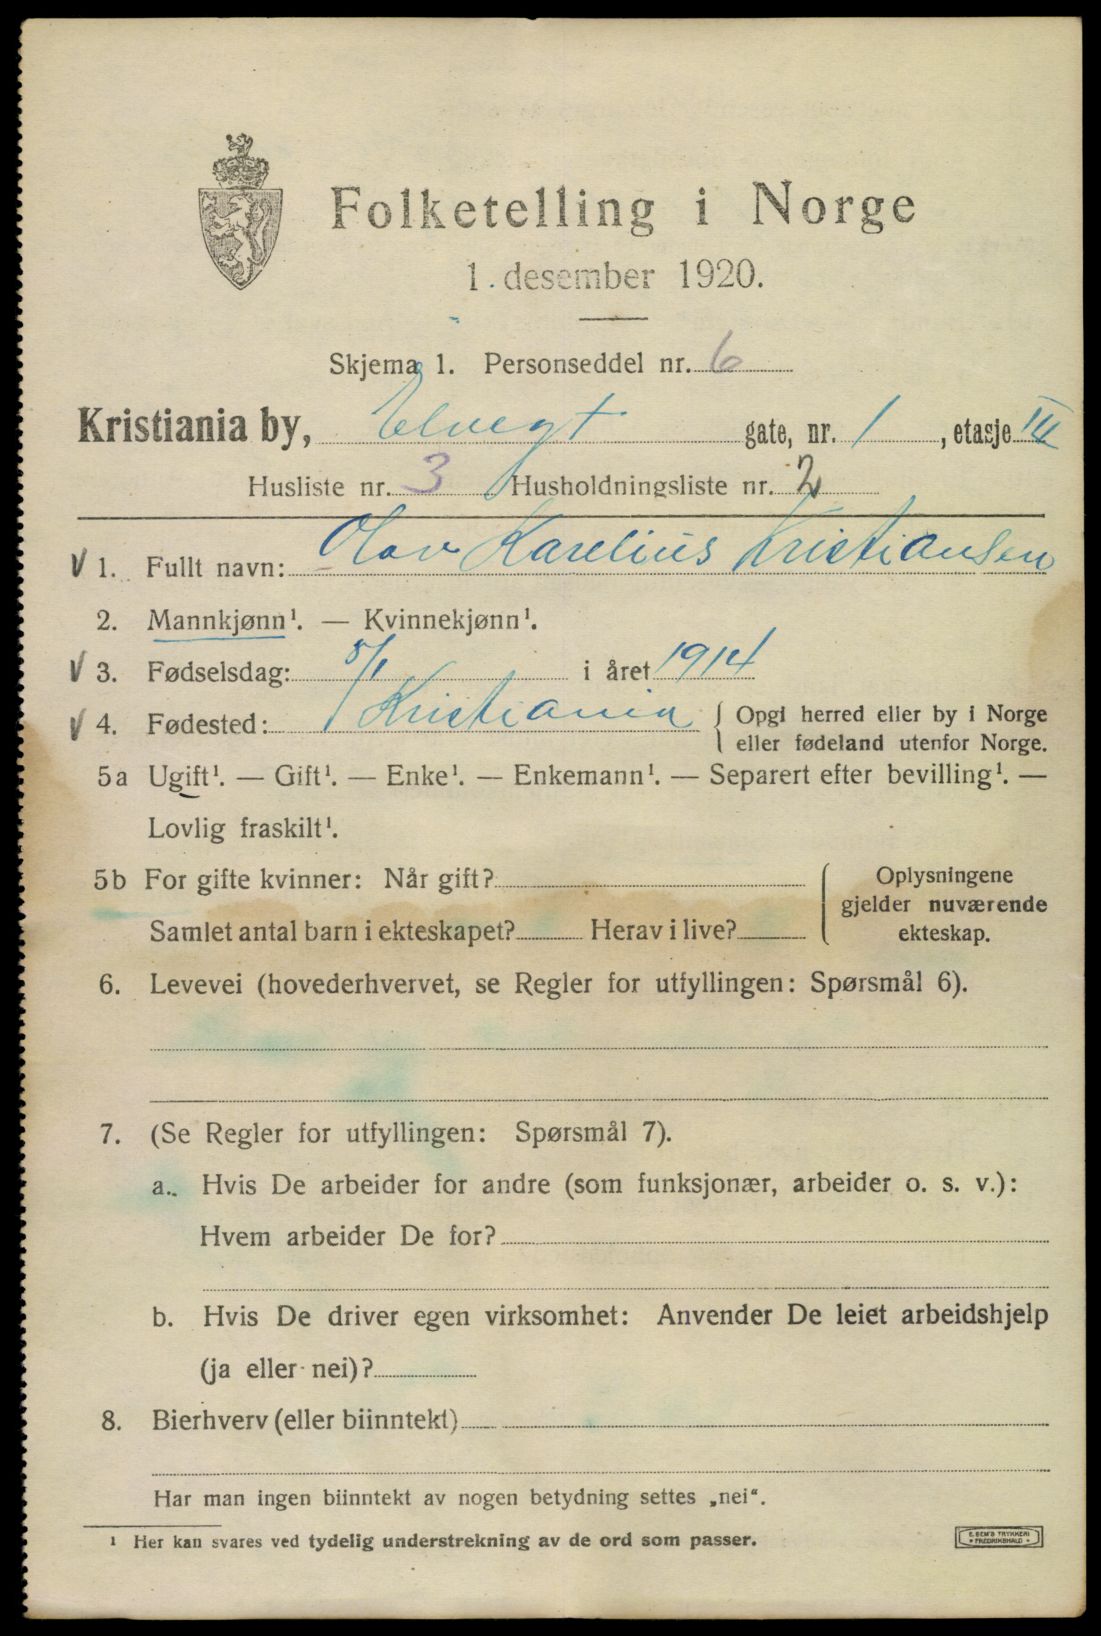 Folketelling i Norge
1. desember 1920.
Skjema 1. Personseddel nr. 6
Kristiania by, Elvegt gate, nr. 1, etasje III
Husliste nr. 3 Husholdningsliste nr. 2
√ 1. Fullt navn: Olav Karelius Kristiansen
2. Mannkjønn¹. — Kvinnekjønn¹.
√ 3. Fødselsdag: 5/1 i året 1914
√ 4. Fødested: Kristiania { Opgi herred eller by i Norge
eller fødeland utenfor Norge.
5a Ugift¹. — Gift¹. — Enke¹. — Enkemann¹. — Separert efter bevilling¹. —
Lovlig fraskilt¹.
5b For gifte kvinner: Når gift?
Samlet antal barn i ekteskapet? Herav i live?
Oplysningene
gjelder nuværende
ekteskap.
6. Levevei (hovederhvervet, se Regler for utfyllingen: Spørsmål 6).
7. (Se Regler for utfyllingen: Spørsmål 7).
a. Hvis De arbeider for andre (som funksjonær, arbeider o. s. v.):
Hvem arbeider De for?
b. Hvis De driver egen virksomhet: Anvender De leiet arbeidshjelp
(ja eller nei)?
8. Bierhverv (eller biinntekt)
Har man ingen biinntekt av nogen betydning settes „nei“.
¹ Her kan svares ved tydelig understrekning av de ord som passer.
E. SEM'S TRYKKERI
• FREDRIKSHALD •